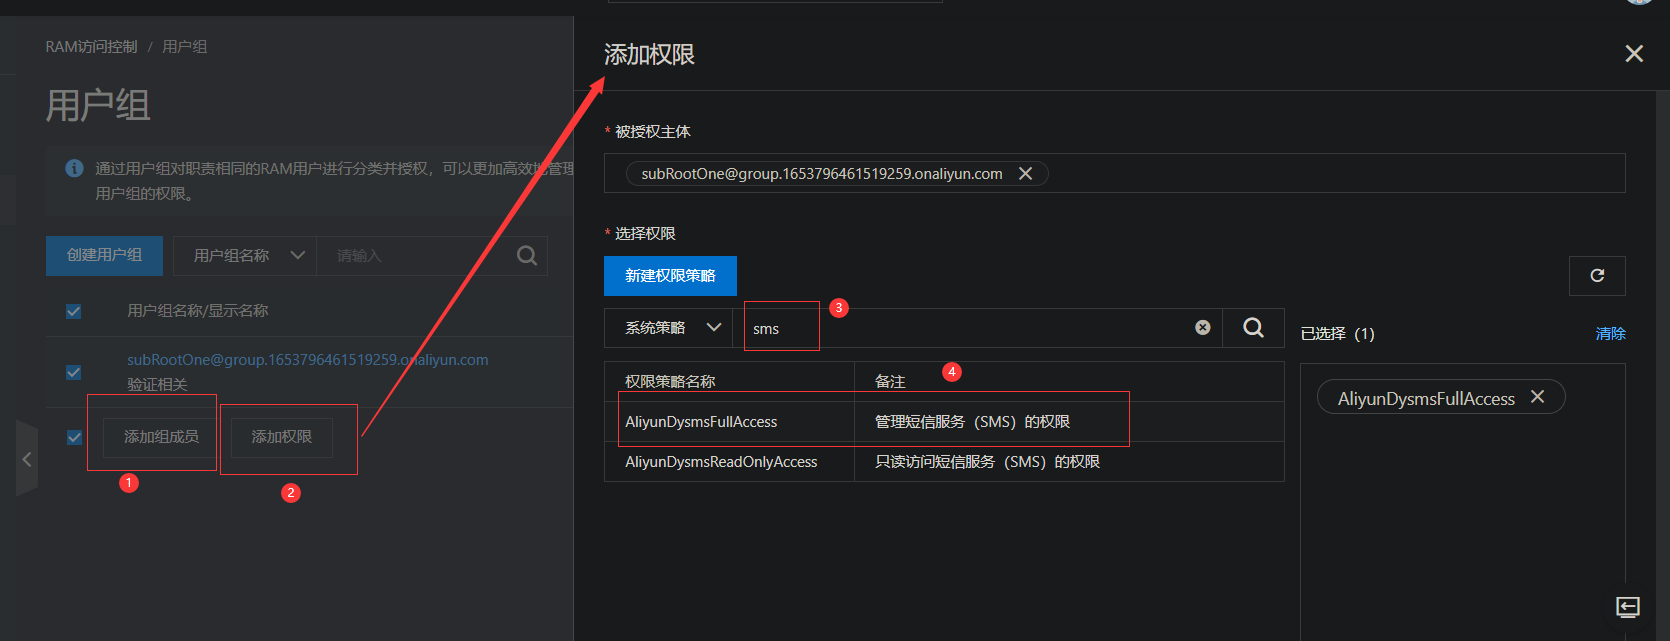 RAM访问控制 / 用户组
用户组
通过用户组对职责相同的RAM用户进行分类并授权，可以更加高效地管理
用户组的权限。
创建用户组
用户组名称
请输入
用户组名称/显示名称
subRootOne@group.1653796461519259.onaliyun.com
验证相关
添加组成员
添加权限
1
2
添加权限
* 被授权主体
subRootOne@group.1653796461519259.onaliyun.com
* 选择权限
新建权限策略
系统策略
sms
3
4
权限策略名称 备注
AliyunDysmsFullAccess 管理短信服务（SMS）的权限
AliyunDysmsReadOnlyAccess 只读访问短信服务（SMS）的权限
已选择（1） 清除
AliyunDysmsFullAccess